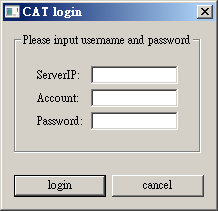 CAT login
Please input username and password
ServerIP:
Account:
Password:
login
cancel